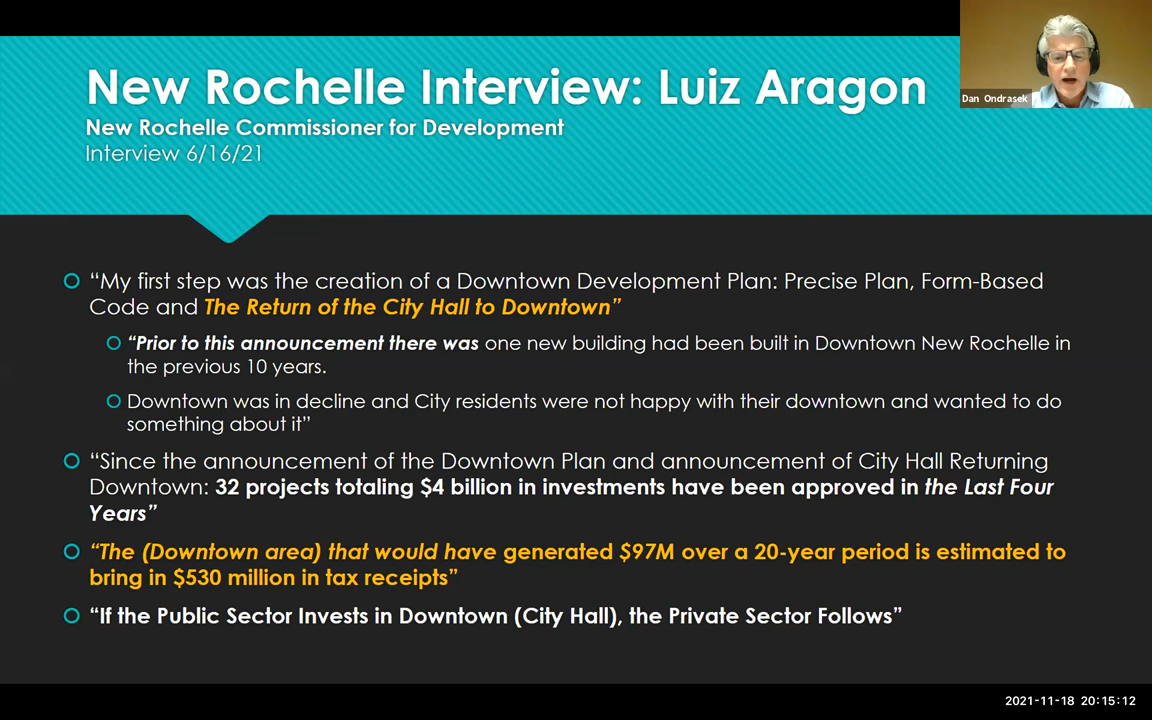 New Rochelle Interview: Luiz Aragon
New Rochelle Commissioner for Development
Interview 6/16/21
Dan Ondrasek
“My first step was the creation of a Downtown Development Plan: Precise Plan, Form-Based
Code and The Return of the City Hall to Downtown”
“Prior to this announcement there was one new building had been built in Downtown New Rochelle in
the previous 10 years.
Downtown was in decline and City residents were not happy with their downtown and wanted to do
something about it”
“Since the announcement of the Downtown Plan and announcement of City Hall Returning
Downtown: 32 projects totaling $4 billion in investments have been approved in the Last Four
Years”
“The (Downtown area) that would have generated $97M over a 20-year period is estimated to
bring in $530 million in tax receipts”
“If the Public Sector Invests in Downtown (City Hall), the Private Sector Follows”
2021-11-18 20:15:12